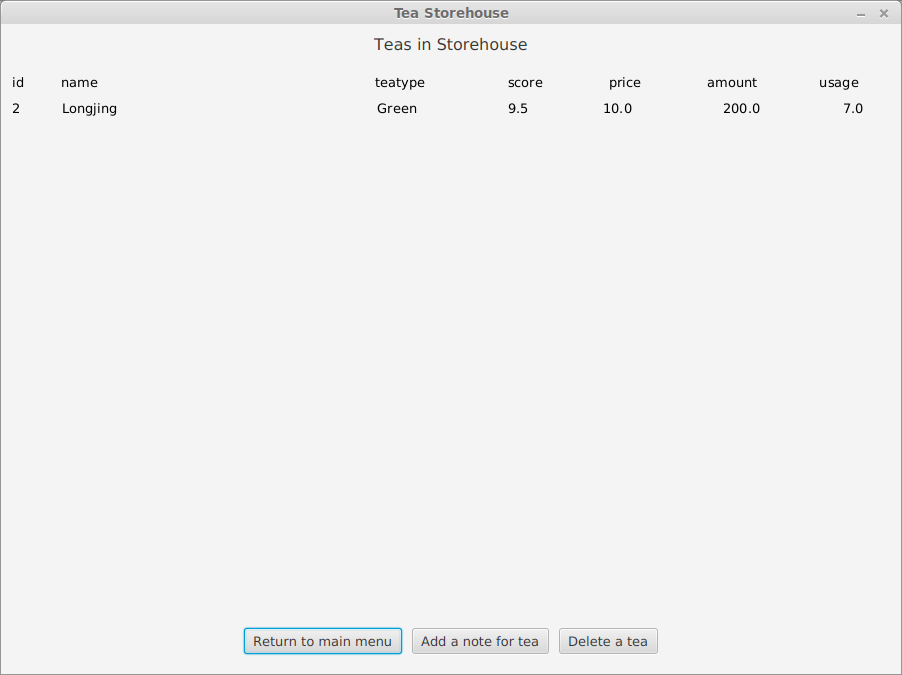 Tea Storehouse
Teas in Storehouse
id name teatype score price amount usage
2 Longjing Green 9.5 10.0 200.0 7.0
Return to main menu Add a note for tea Delete a tea